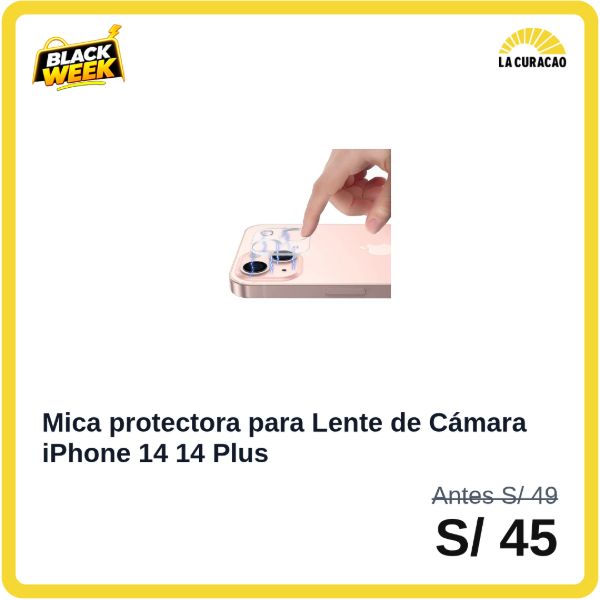 BLACK
WEEK
LA CURACAO
Mica protectora para Lente de Cámara
iPhone 14 14 Plus
Antes S/ 49
S/ 45